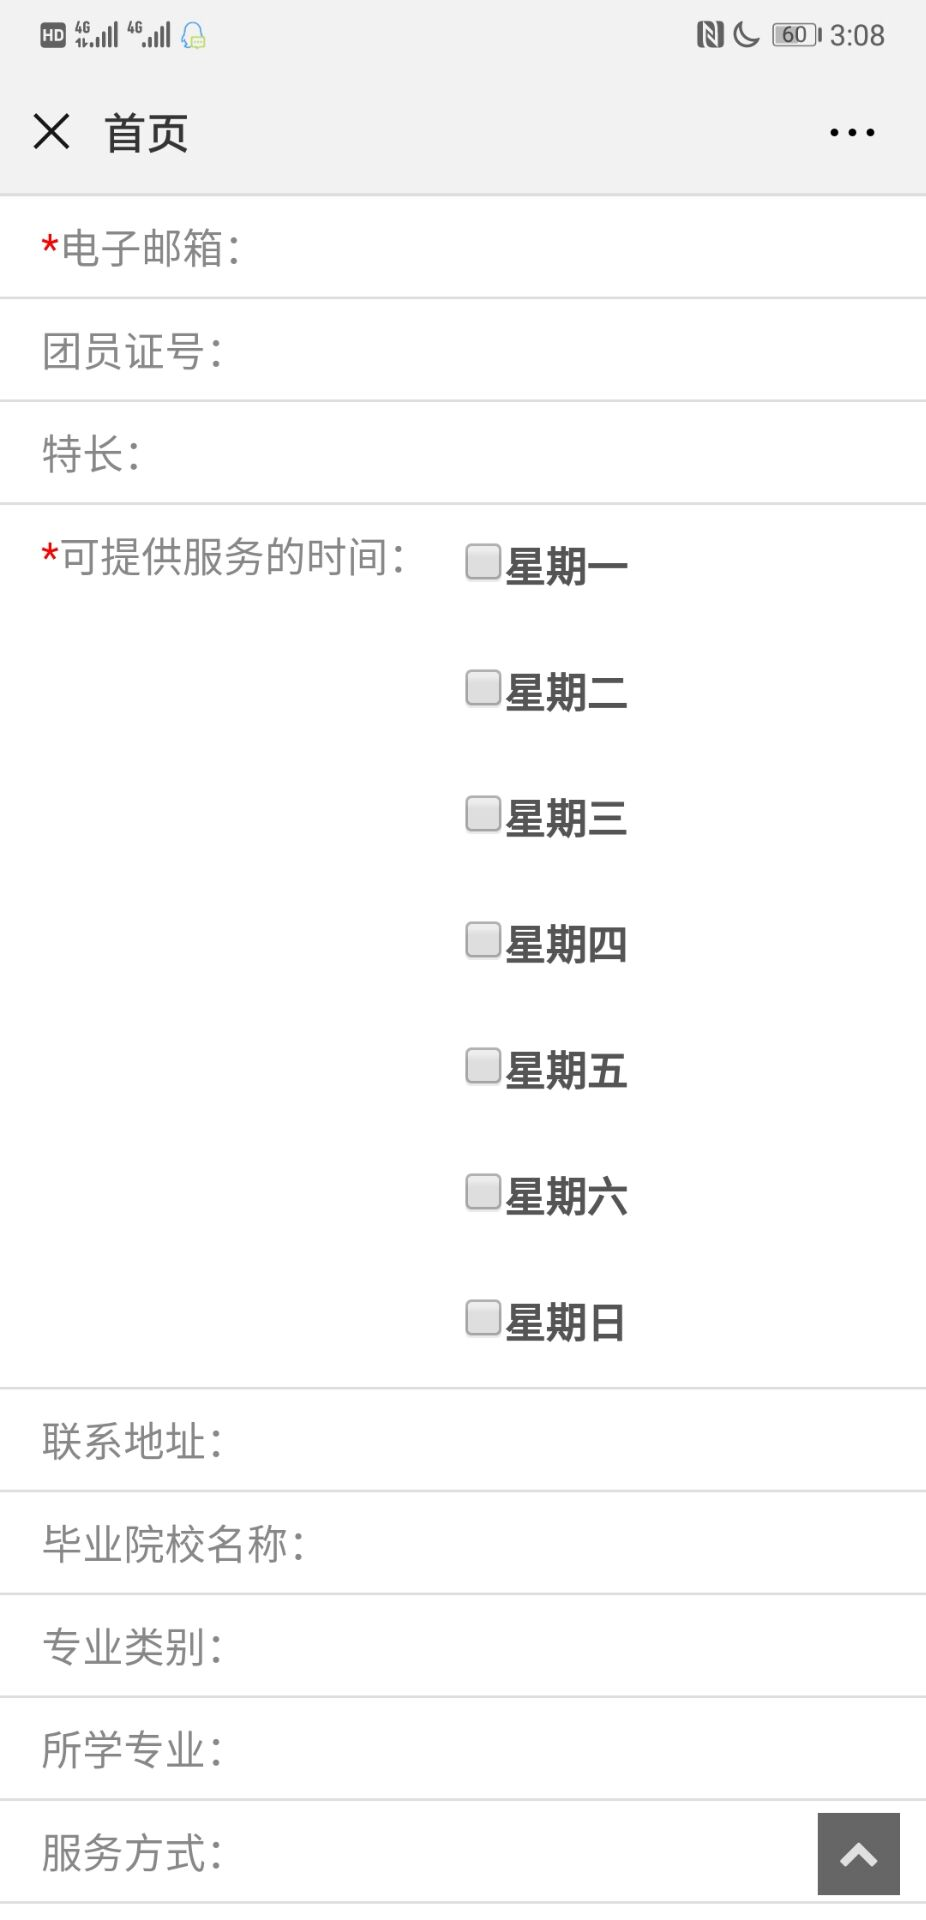 HD 4G 4G 60 3:08
首页
*电子邮箱：
团员证号：
特长：
*可提供服务的时间： 星期一
星期二
星期三
星期四
星期五
星期六
星期日
联系地址：
毕业院校名称：
专业类别：
所学专业：
服务方式：